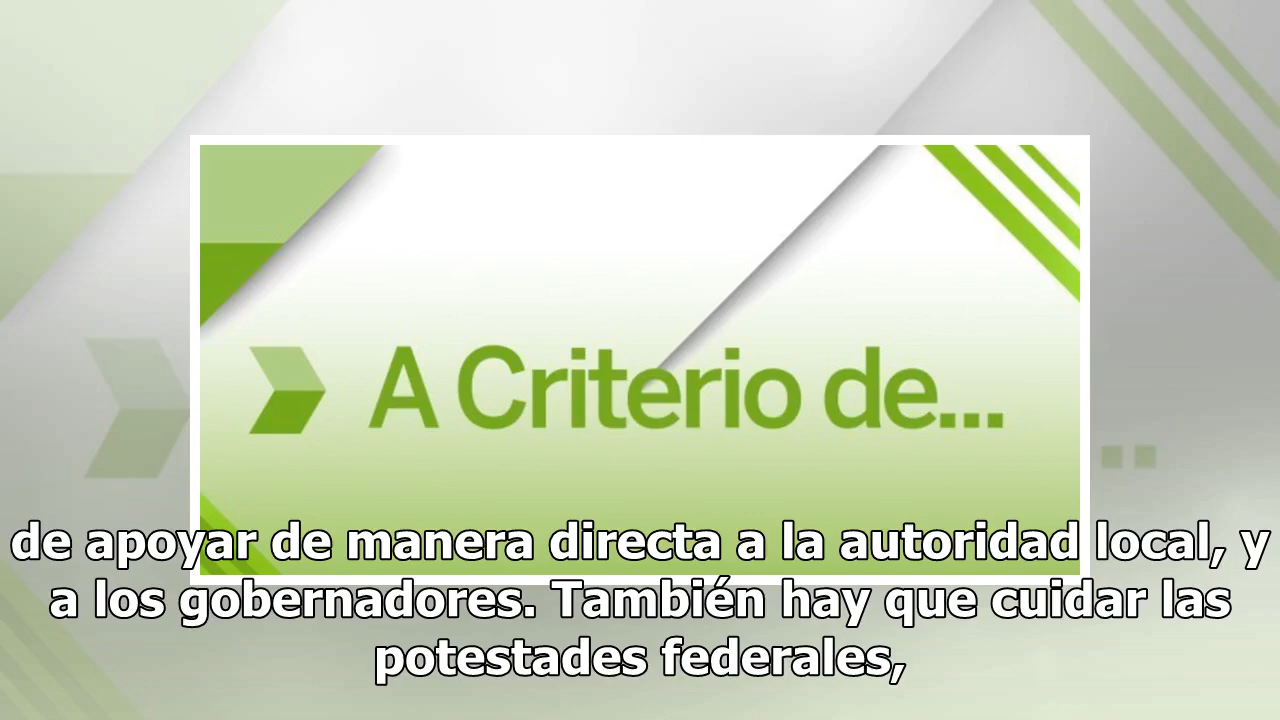 A Criterio de...
de apoyar de manera directa a la autoridad local, y
a los gobernadores. También hay que cuidar las
potestades federales,